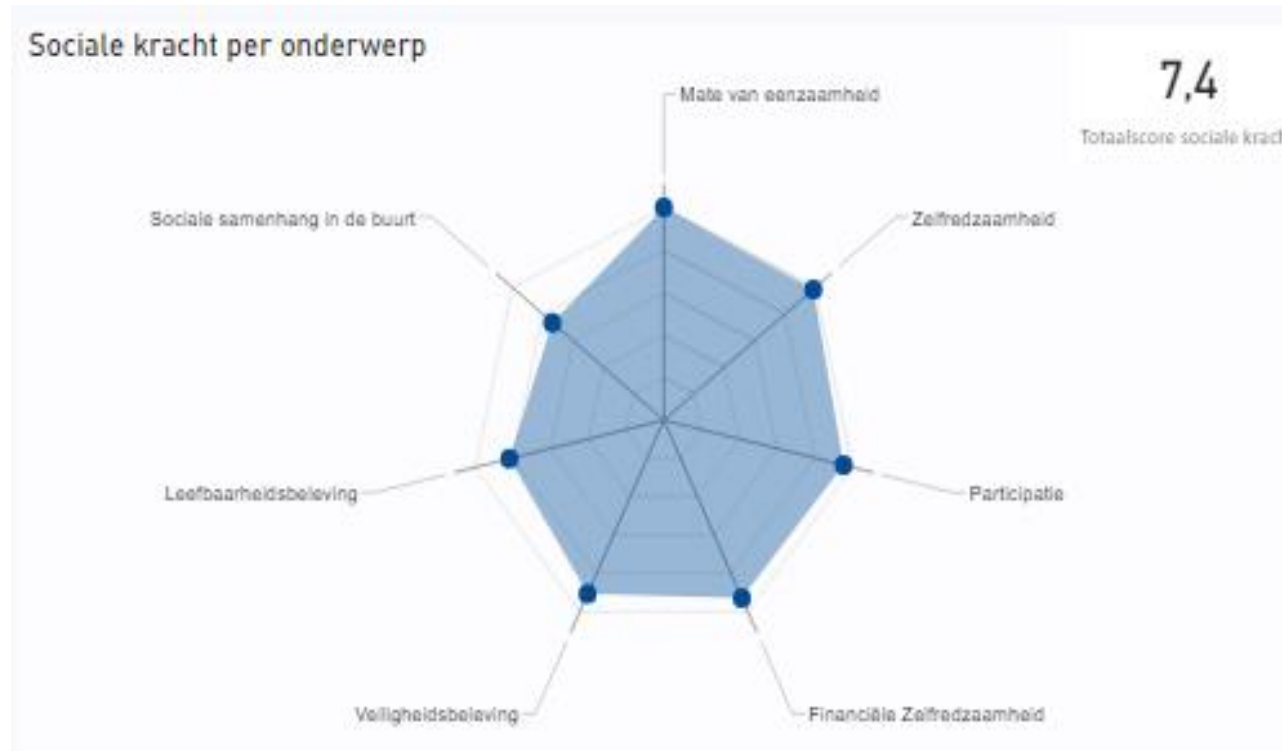 Sociale kracht per onderwerp
7,4
Totaalscore sociale kracht
Mate van eenzaamheid
Sociale samenhang in de buurt
Zelfredzaamheid
Leefbaarheidsbeleving
Participatie
Veiligheidsbeleving
Financiële Zelfredzaamheid